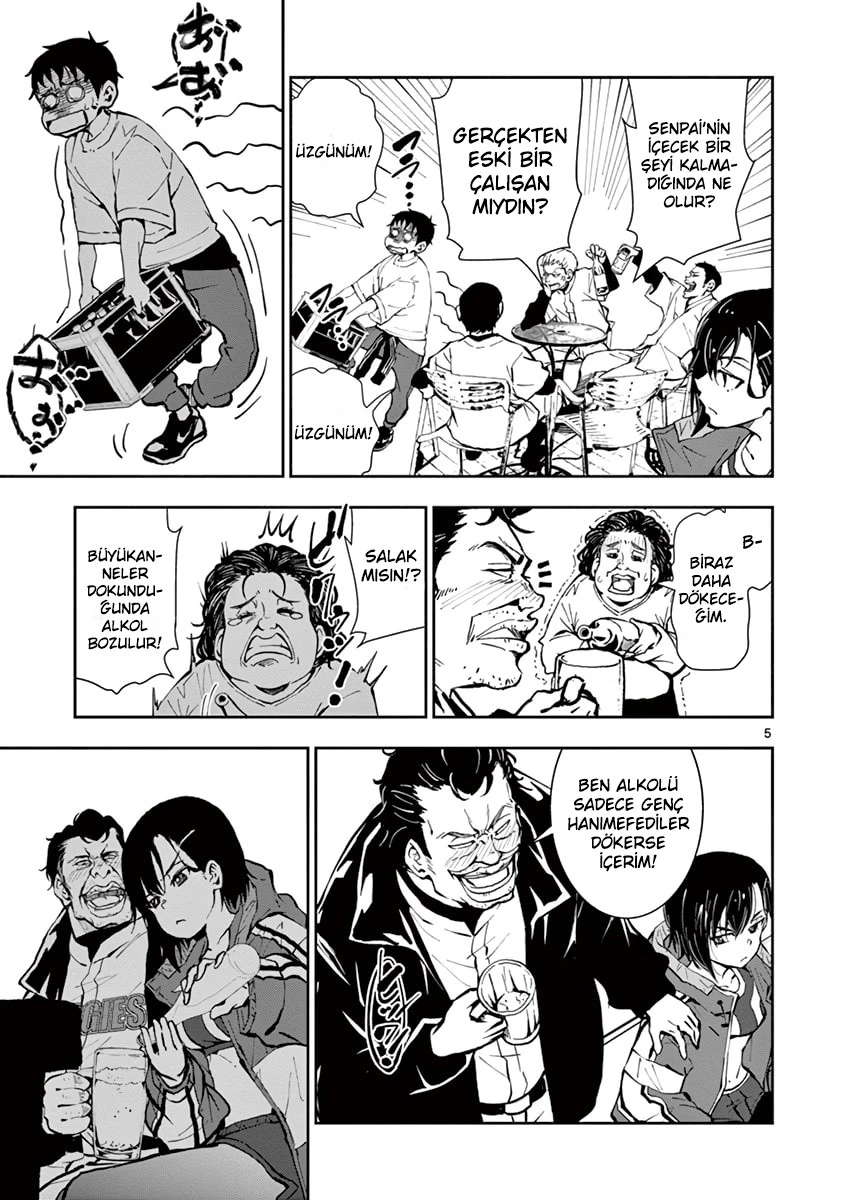 SENPAI'NİN
İÇECEK BİR
ŞEYİ KALMA-
DIĞINDA NE
OLUR?
GERÇEKTEN
ESKİ BİR
ÇALIŞAN
MIYDIN?
ÜZGÜNÜM!
ÜZGÜNÜM!
B-
BİRAZ
DAHA
DÖKECE-
ĞİM.
SALAK
MISIN!?
BÜYÜKAN-
NELER
DOKUNDU-
ĞUNDA
ALKOL
BOZULUR!
5
BEN ALKOLÜ
SADECE GENÇ
HANIMEFEDİLER
DÖKERSE
İÇERİM!
GIES